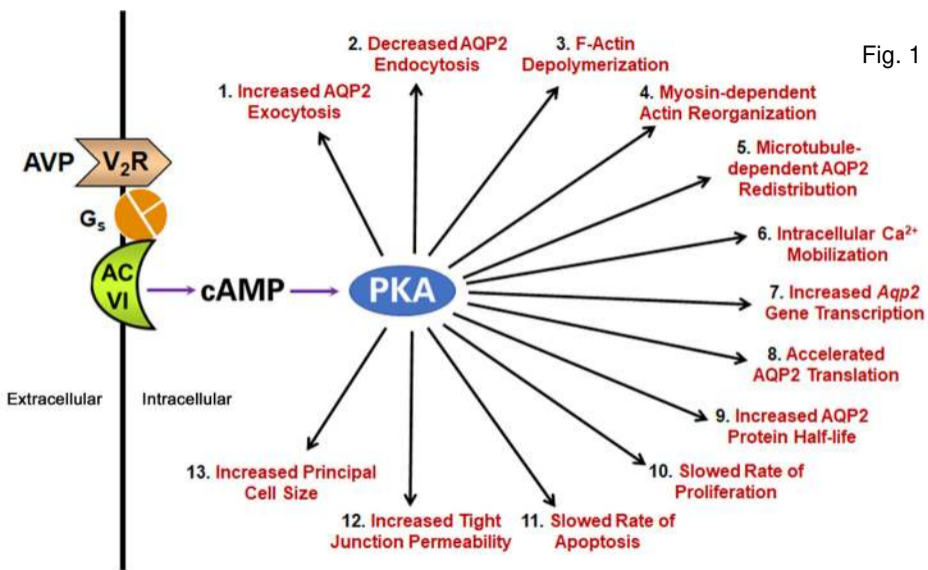 Fig. 1
1. Increased AQP2
Exocytosis
2. Decreased AQP2
Endocytosis
3. F-Actin
Depolymerization
4. Myosin-dependent
Actin Reorganization
5. Microtubule-
dependent AQP2
Redistribution
6. Intracellular Ca²⁺
Mobilization
7. Increased Aqp2
Gene Transcription
8. Accelerated
AQP2 Translation
9. Increased AQP2
Protein Half-life
10. Slowed Rate of
Proliferation
11. Slowed Rate of
Apoptosis
12. Increased Tight
Junction Permeability
13. Increased Principal
Cell Size
AVP
V₂R
Gₛ
AC
VI
cAMP
PKA
Extracellular
Intracellular